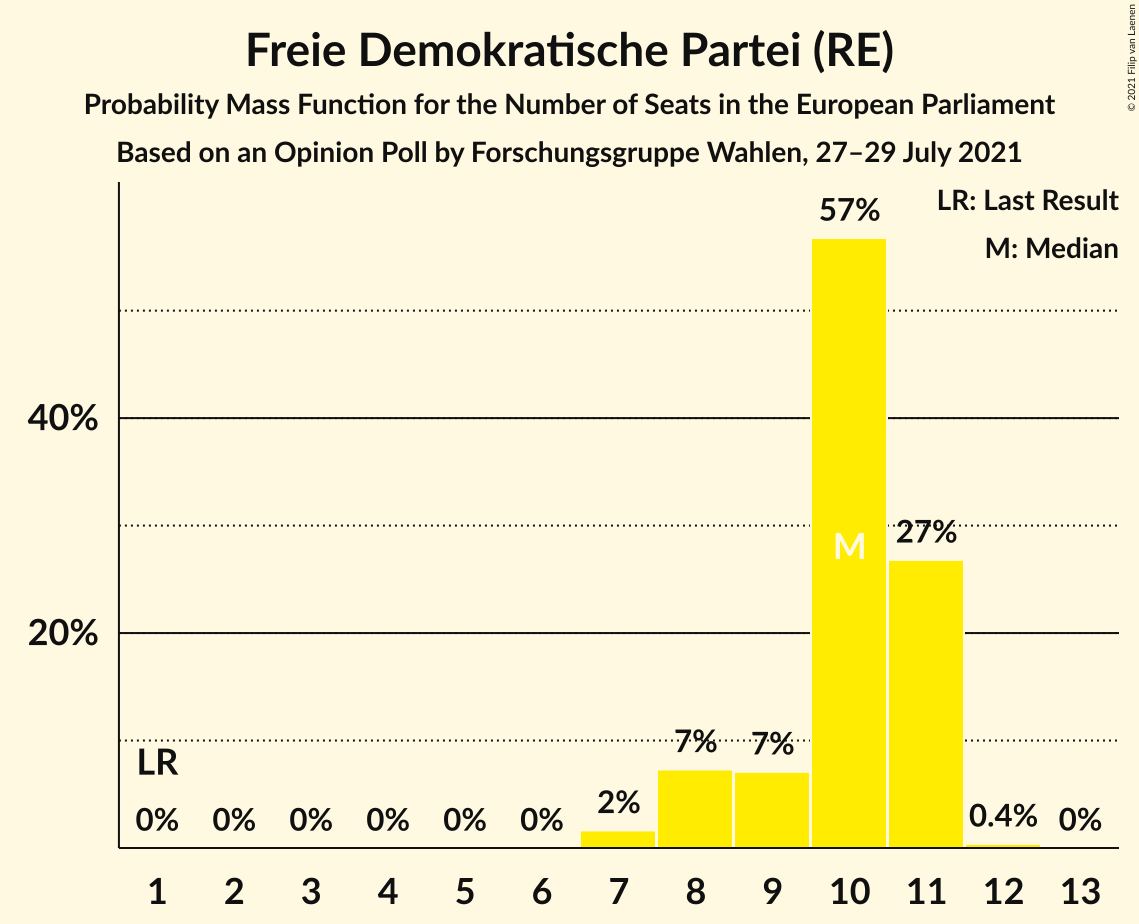 Freie Demokratische Partei (RE)
Probability Mass Function for the Number of Seats in the European Parliament
Based on an Opinion Poll by Forschungsgruppe Wahlen, 27–29 July 2021
© 2021 Filip van Laenen
LR: Last Result
M: Median
57%
40%
M
27%
20%
LR
7%
7%
0%
0%
0%
0%
0%
0%
2%
0.4%
0%
1 2 3 4 5 6 7 8 9 10 11 12 13